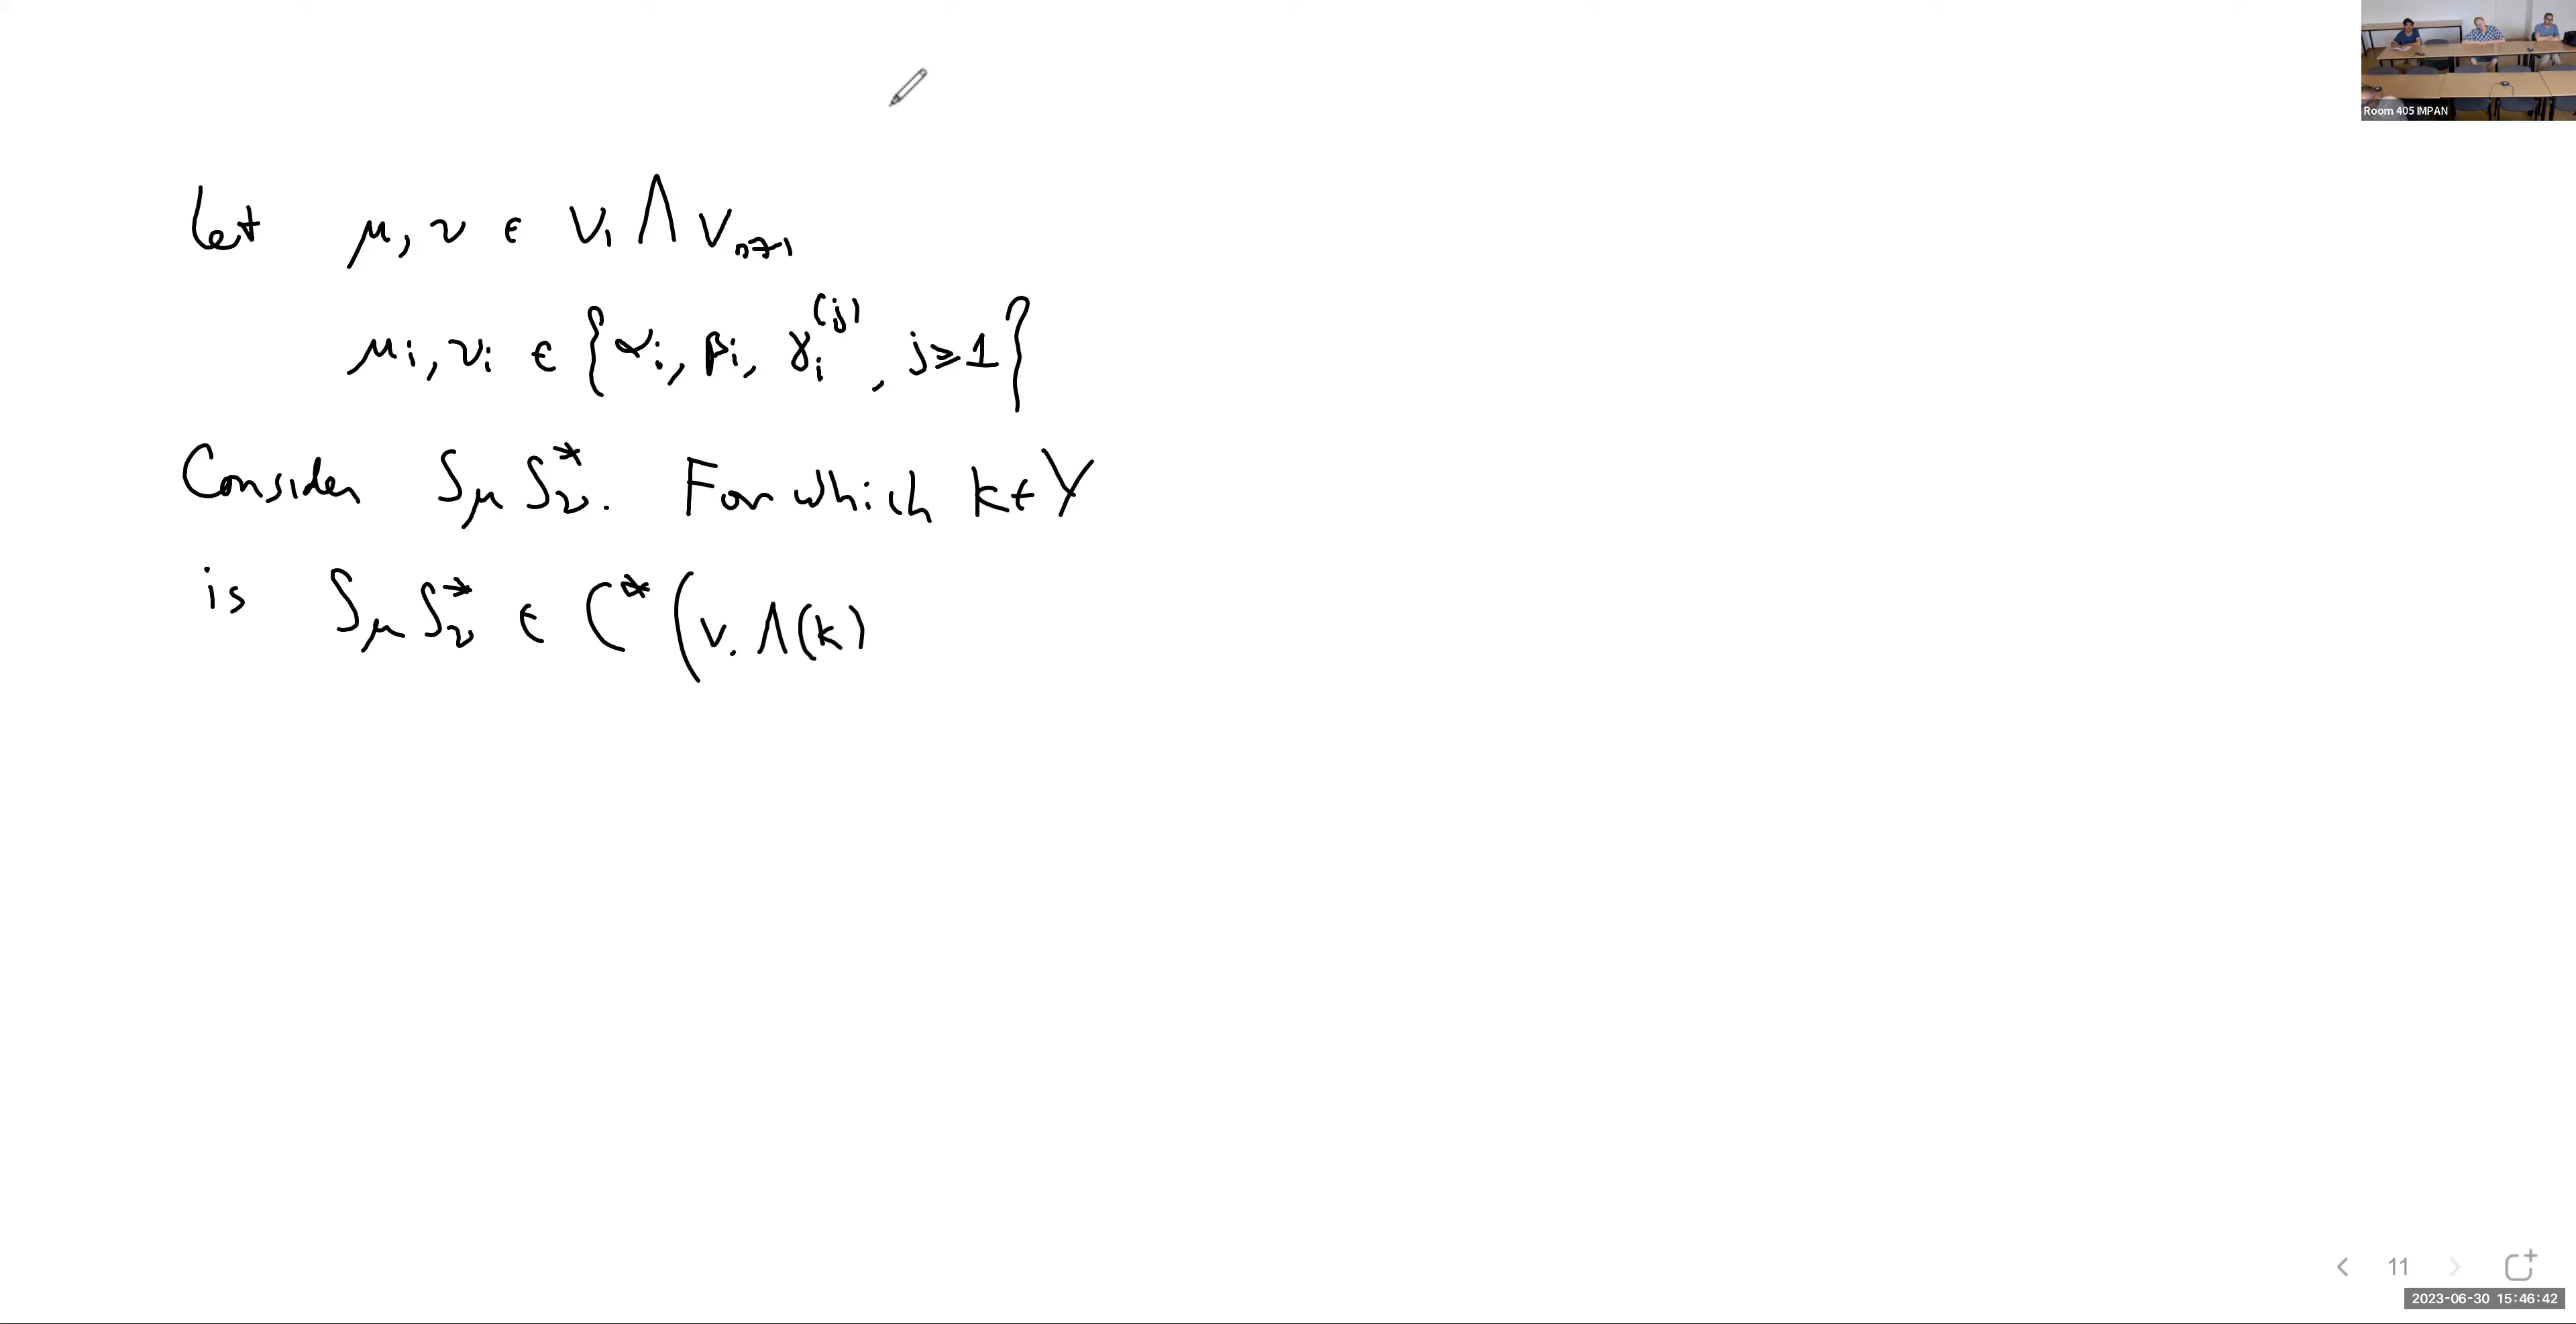 Room 405 IMPAN
Let μ, ν ∈ v₁ Λ vₙ₊₁
μᵢ, νᵢ ∈ {αᵢ, βᵢ, γᵢ⁽ʲ⁾, j ≥ 1}
Consider S_μ S_ν^*. For which k ∈ Y
is S_μ S_ν^* ∈ C^*(v. Λ(k)
11
2023-06-30 15:46:42